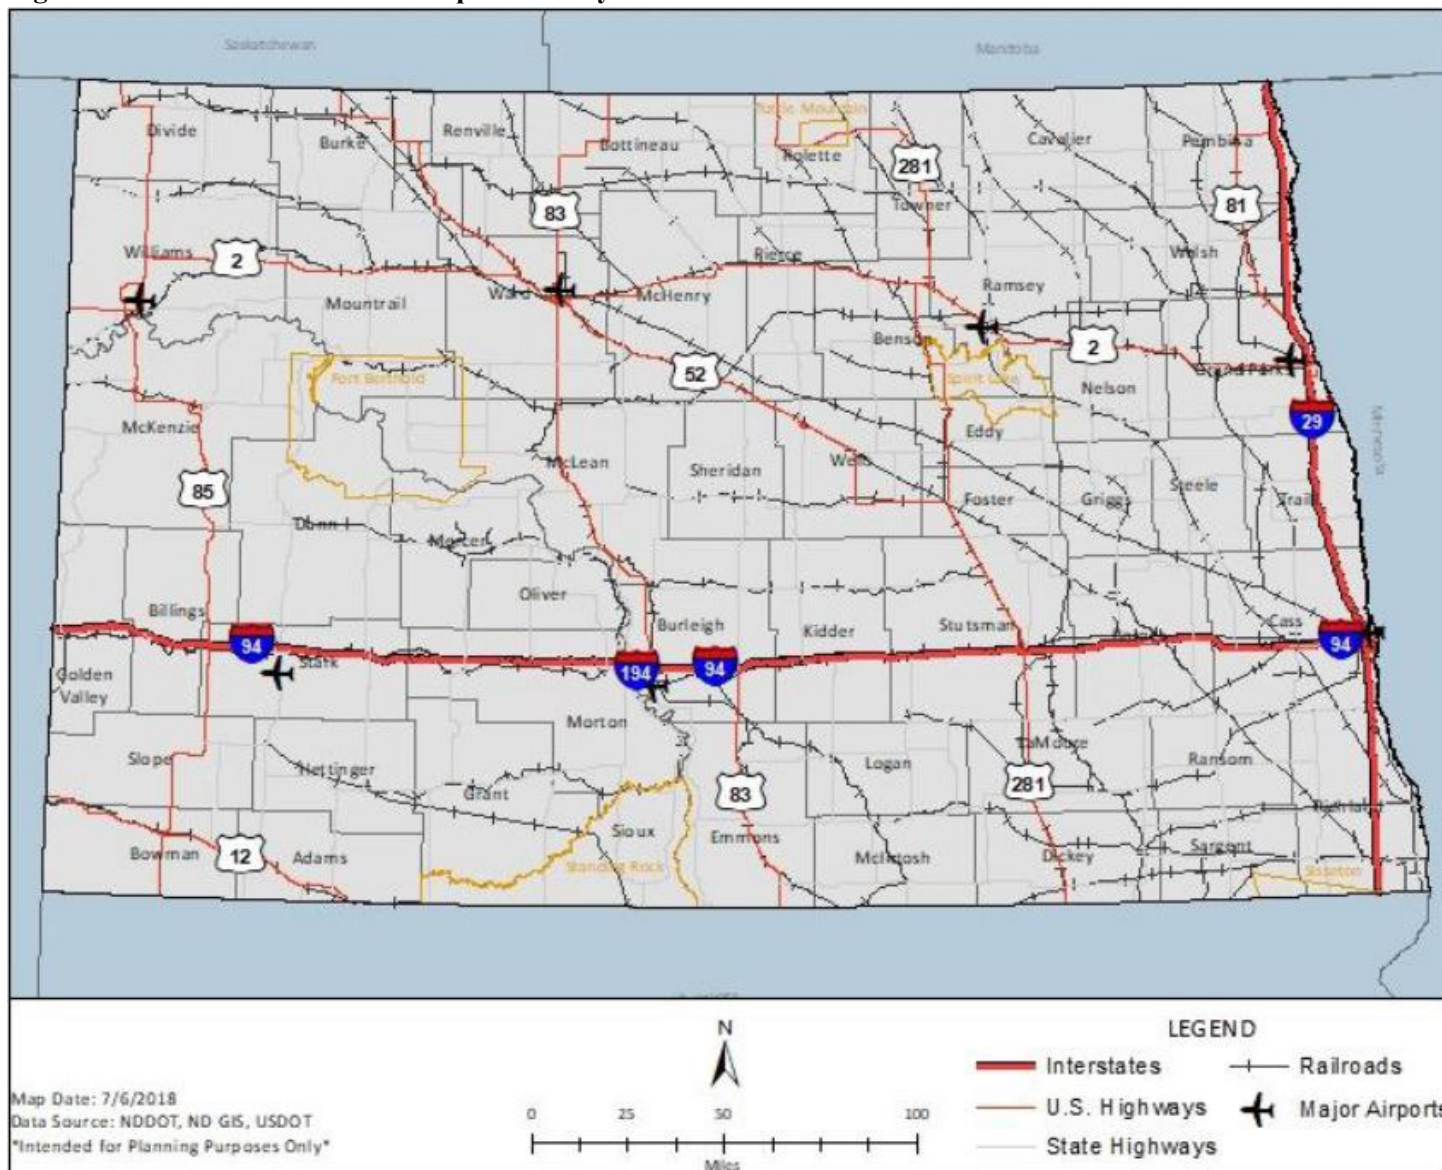 Saskatchewan
Manitoba
Turtle Mountain
Divide
Burke
Renville
Bottineau
Rolette
281
Cavalier
Pembina
83
Towner
81
Williams
2
Pierce
Walsh
Mountrail
Ward
McHenry
Ramsey
Benson
2
52
Fort Berthold
Spirit Lake
Nelson
29
McKenzie
Eddy
McLean
Sheridan
Wells
85
Foster
Griggs
Steele
Traill
Dunn
Mercer
Billings
Oliver
Burleigh
Kidder
Stutsman
Cass
94
Stark
194
94
94
Golden
Valley
Morton
Slope
Hettinger
Logan
LaMoure
Ransom
Grant
83
281
Richland
Bowman
12
Adams
Sioux
Emmons
McIntosh
Dickey
Sargent
Standing Rock
Sisseton
N
LEGEND
Interstates
Railroads
U.S. Highways
Major Airports
State Highways
Map Date: 7/6/2018
Data Source: NDDOT, ND GIS, USDOT
*Intended for Planning Purposes Only*
0 25 50 100
Miles